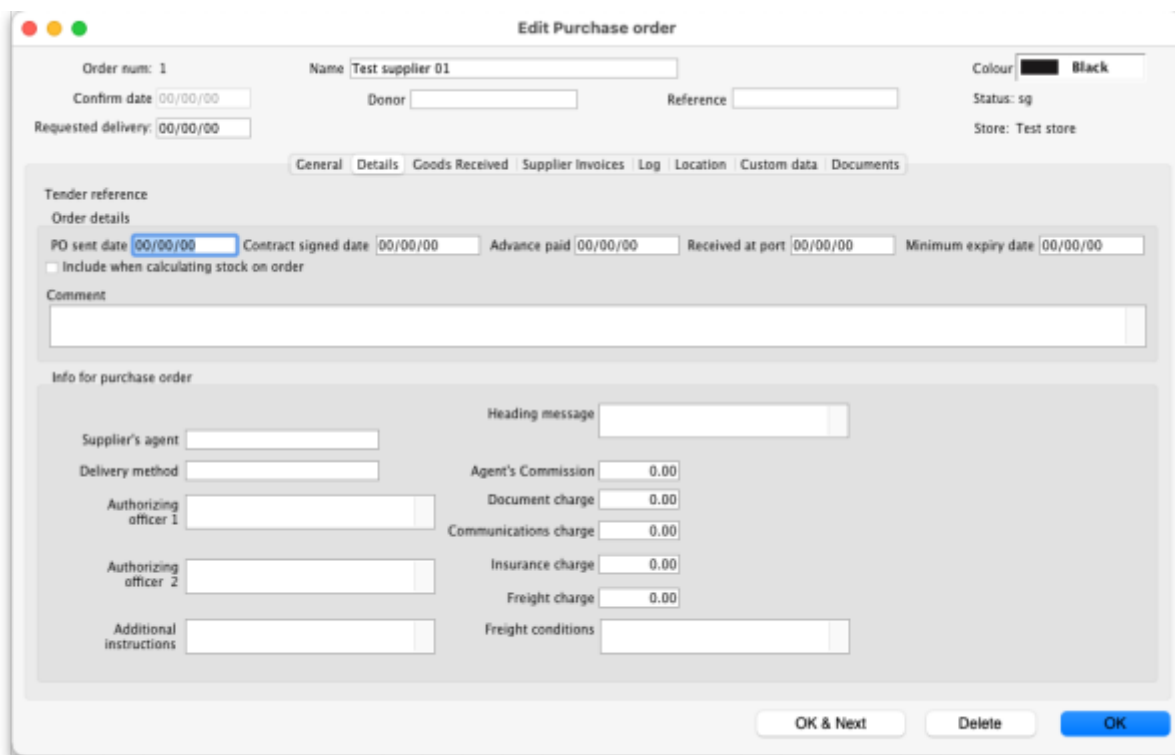 Edit Purchase order
Order num: 1 Name Test supplier 01 Colour Black
Confirm date 00/00/00 Donor Reference Status: sg
Requested delivery: 00/00/00 Store: Test store
General Details Goods Received Supplier Invoices Log Location Custom data Documents
Tender reference
Order details
PO sent date 00/00/00 Contract signed date 00/00/00 Advance paid 00/00/00 Received at port 00/00/00 Minimum expiry date 00/00/00
Include when calculating stock on order
Comment
Info for purchase order
Heading message
Supplier's agent
Delivery method Agent's Commission 0.00
Authorizing officer 1 Document charge 0.00
Communications charge 0.00
Authorizing officer 2 Insurance charge 0.00
Freight charge 0.00
Additional instructions Freight conditions
OK & Next Delete OK